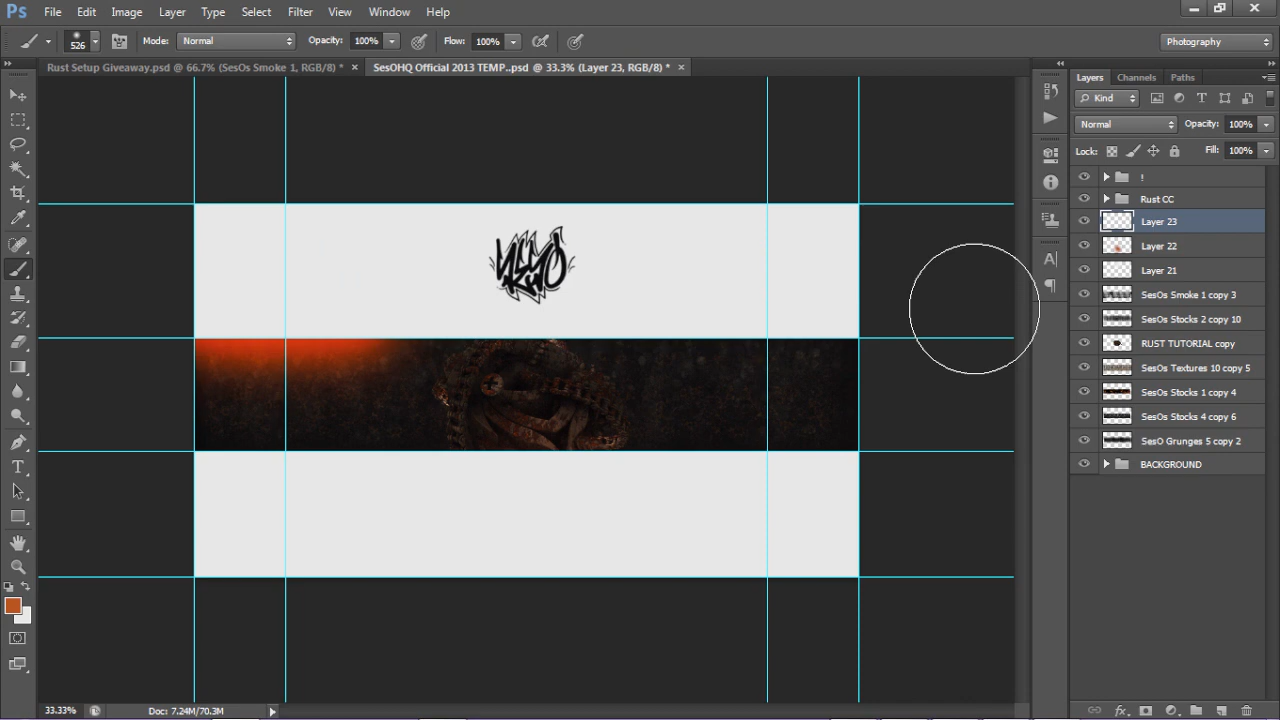 Ps File Edit Image Layer Type Select Filter View Window Help
526 Mode: Normal Opacity: 100% Flow: 100% Photography
Rust Setup Giveaway.psd @ 66.7% (SesOs Smoke 1, RGB/8) * × SesOHQ Official 2013 TEMP..psd @ 33.3% (Layer 23, RGB/8) * ×
Layers Channels Paths
Kind
Normal Opacity: 100%
Lock: Fill: 100%
!
Rust CC
Layer 23
Layer 22
Layer 21
SesOs Smoke 1 copy 3
SesOs Stocks 2 copy 10
RUST TUTORIAL copy
SesOs Textures 10 copy 5
SesOs Stocks 1 copy 4
SesOs Stocks 4 copy 6
SesO Grunges 5 copy 2
BACKGROUND
33.33% Doc: 7.24M/70.3M